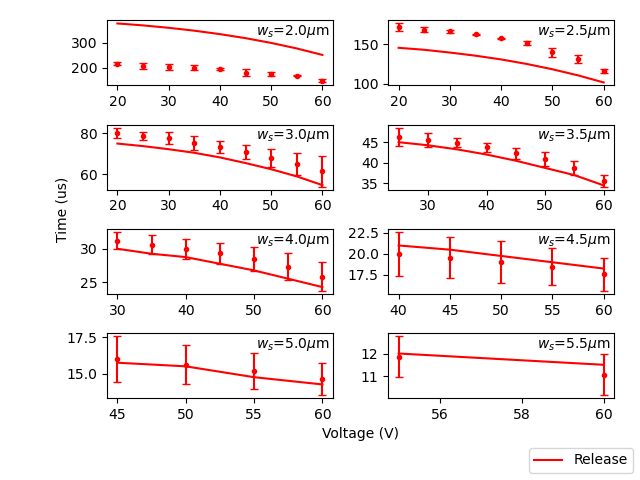 w_s=2.0μm
w_s=2.5μm
300
200
150
100
20 30 40 50 60
20 30 40 50 60
w_s=3.0μm
w_s=3.5μm
80
60
45
40
35
20 30 40 50 60
30 40 50 60
Time (us)
w_s=4.0μm
w_s=4.5μm
30
25
22.5
20.0
17.5
30 40 50 60
40 45 50 55 60
w_s=5.0μm
w_s=5.5μm
17.5
15.0
12
11
45 50 55 60
56 58 60
Voltage (V)
Release